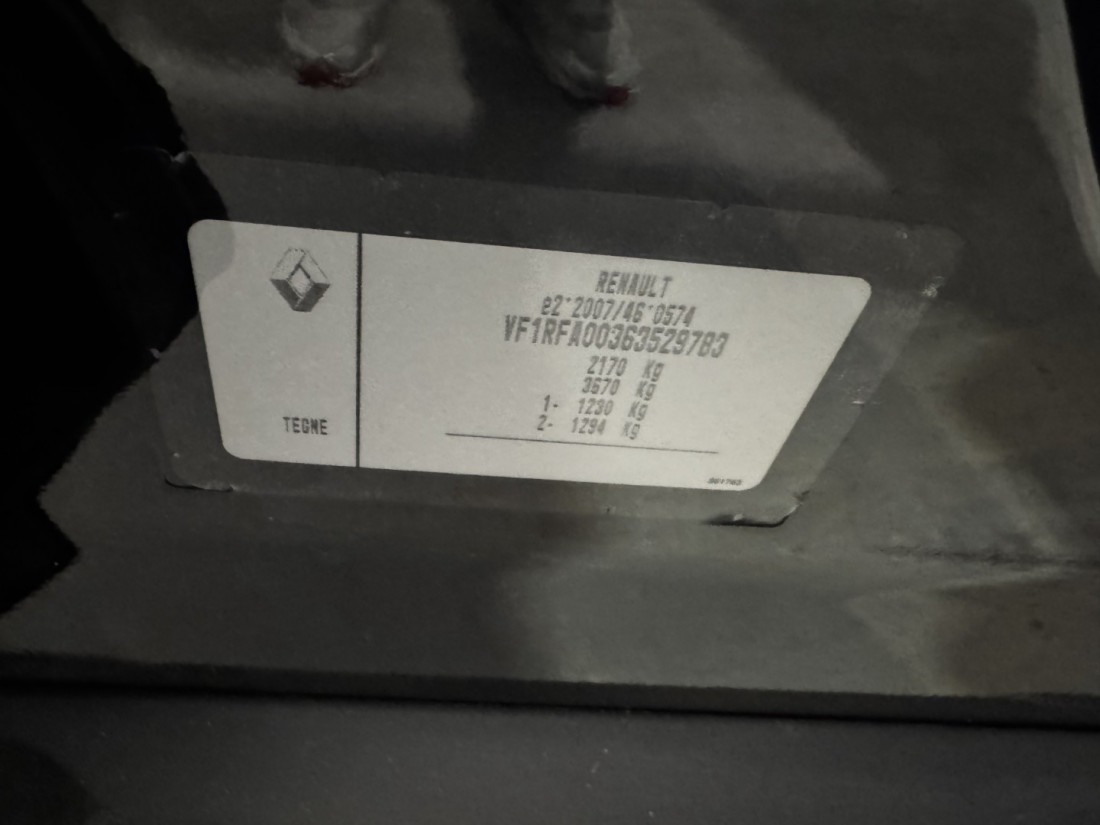 RENAULT
e2*2007/46*0574
VF1RFA00363529783
2170 Kg
3670 Kg
1- 1230 Kg
2- 1294 Kg
TEGNE